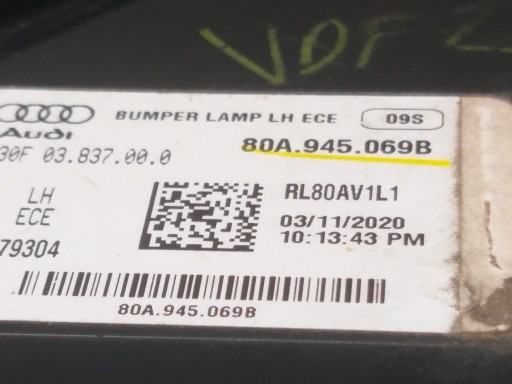 VDF2
BUMPER LAMP LH ECE 09S
Audi
80A.945.069B
30F 03.837.00.0
LH RL80AV1L1
ECE 03/11/2020
79304 10:13:43 PM
80A.945.069B